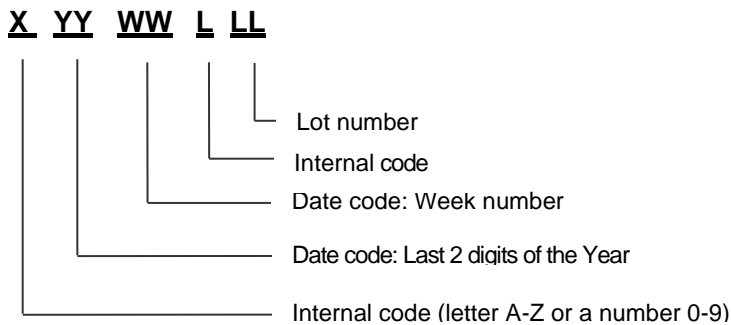 X YY WW L LL
Lot number
Internal code
Date code: Week number
Date code: Last 2 digits of the Year
Internal code (letter A-Z or a number 0-9)